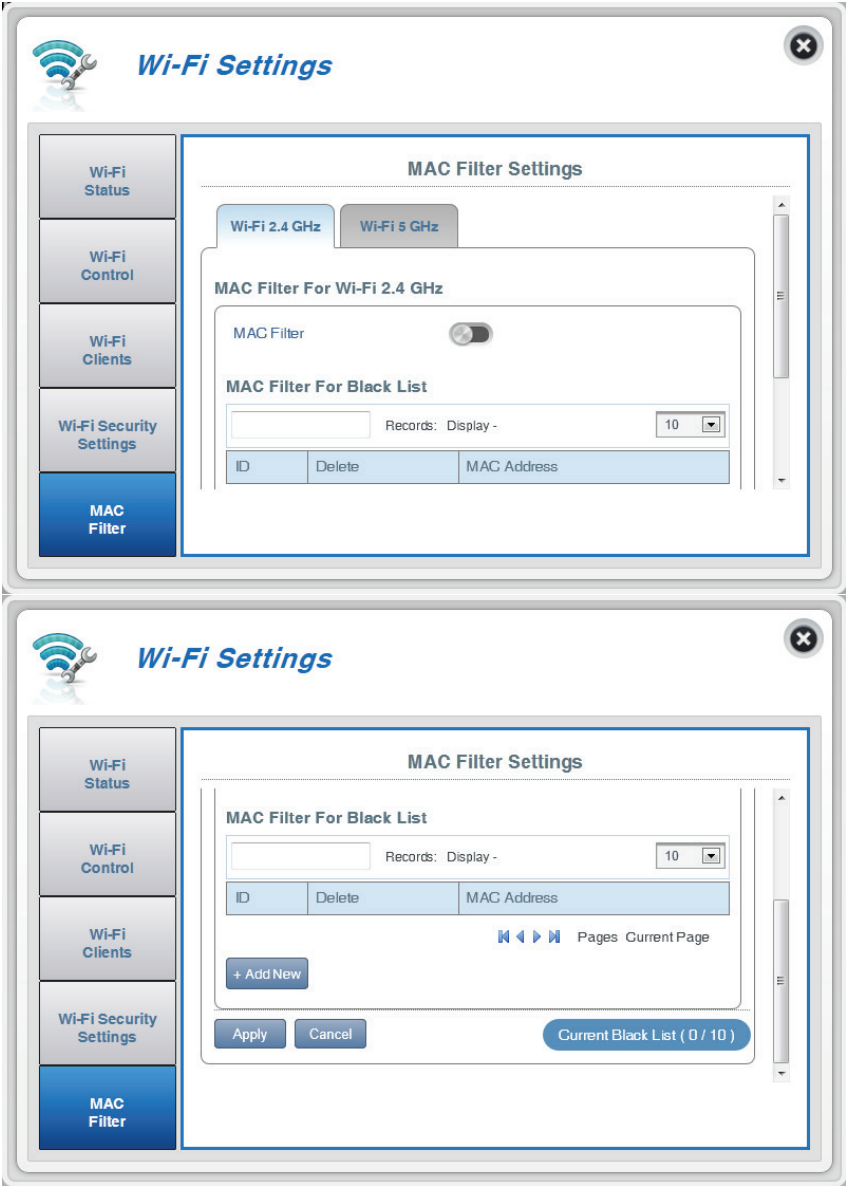 Wi-Fi Settings
Wi-Fi
Status
Wi-Fi
Control
Wi-Fi
Clients
Wi-Fi Security
Settings
MAC
Filter
MAC Filter Settings
Wi-Fi 2.4 GHz Wi-Fi 5 GHz
MAC Filter For Wi-Fi 2.4 GHz
MAC Filter
MAC Filter For Black List
Records: Display - 10
ID Delete MAC Address
Wi-Fi Settings
Wi-Fi
Status
Wi-Fi
Control
Wi-Fi
Clients
Wi-Fi Security
Settings
MAC
Filter
MAC Filter Settings
MAC Filter For Black List
Records: Display - 10
ID Delete MAC Address
Pages Current Page
+ Add New
Apply Cancel Current Black List ( 0 / 10 )